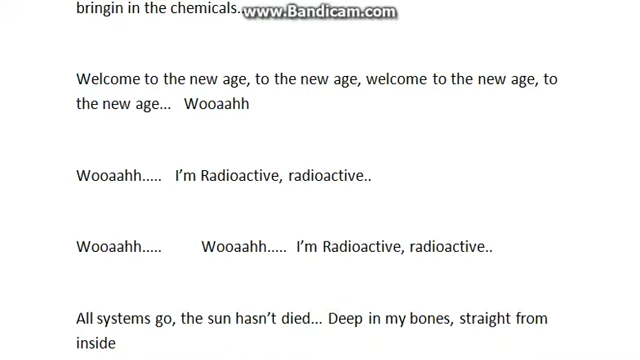 bringin in the chemicals..
www.Bandicam.com
Welcome to the new age, to the new age, welcome to the new age, to
the new age... Wooaahh
Wooaahh..... I'm Radioactive, radioactive..
Wooaahh..... Wooaahh..... I'm Radioactive, radioactive..
All systems go, the sun hasn't died... Deep in my bones, straight from
inside